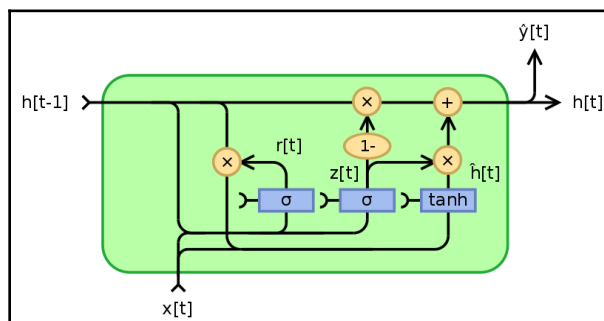 ŷ[t]
h[t-1]
×
+
h[t]
r[t]
1-
×
z[t]
×
ĥ[t]
σ
σ
tanh
x[t]